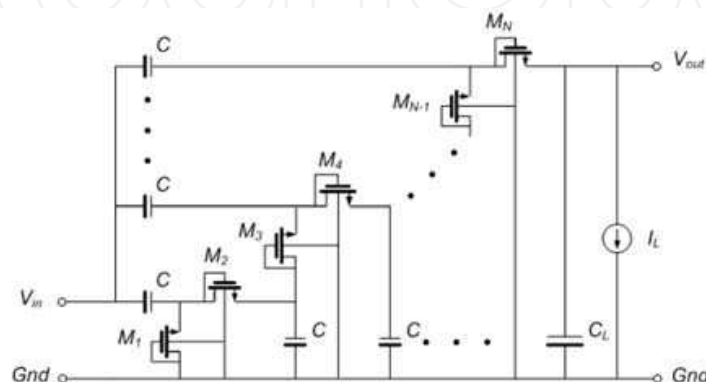 C
M_N
V_out
M_N-1
C
M_4
M_3
I_L
C
M_2
V_in
M_1
C
C
C_L
Gnd
Gnd